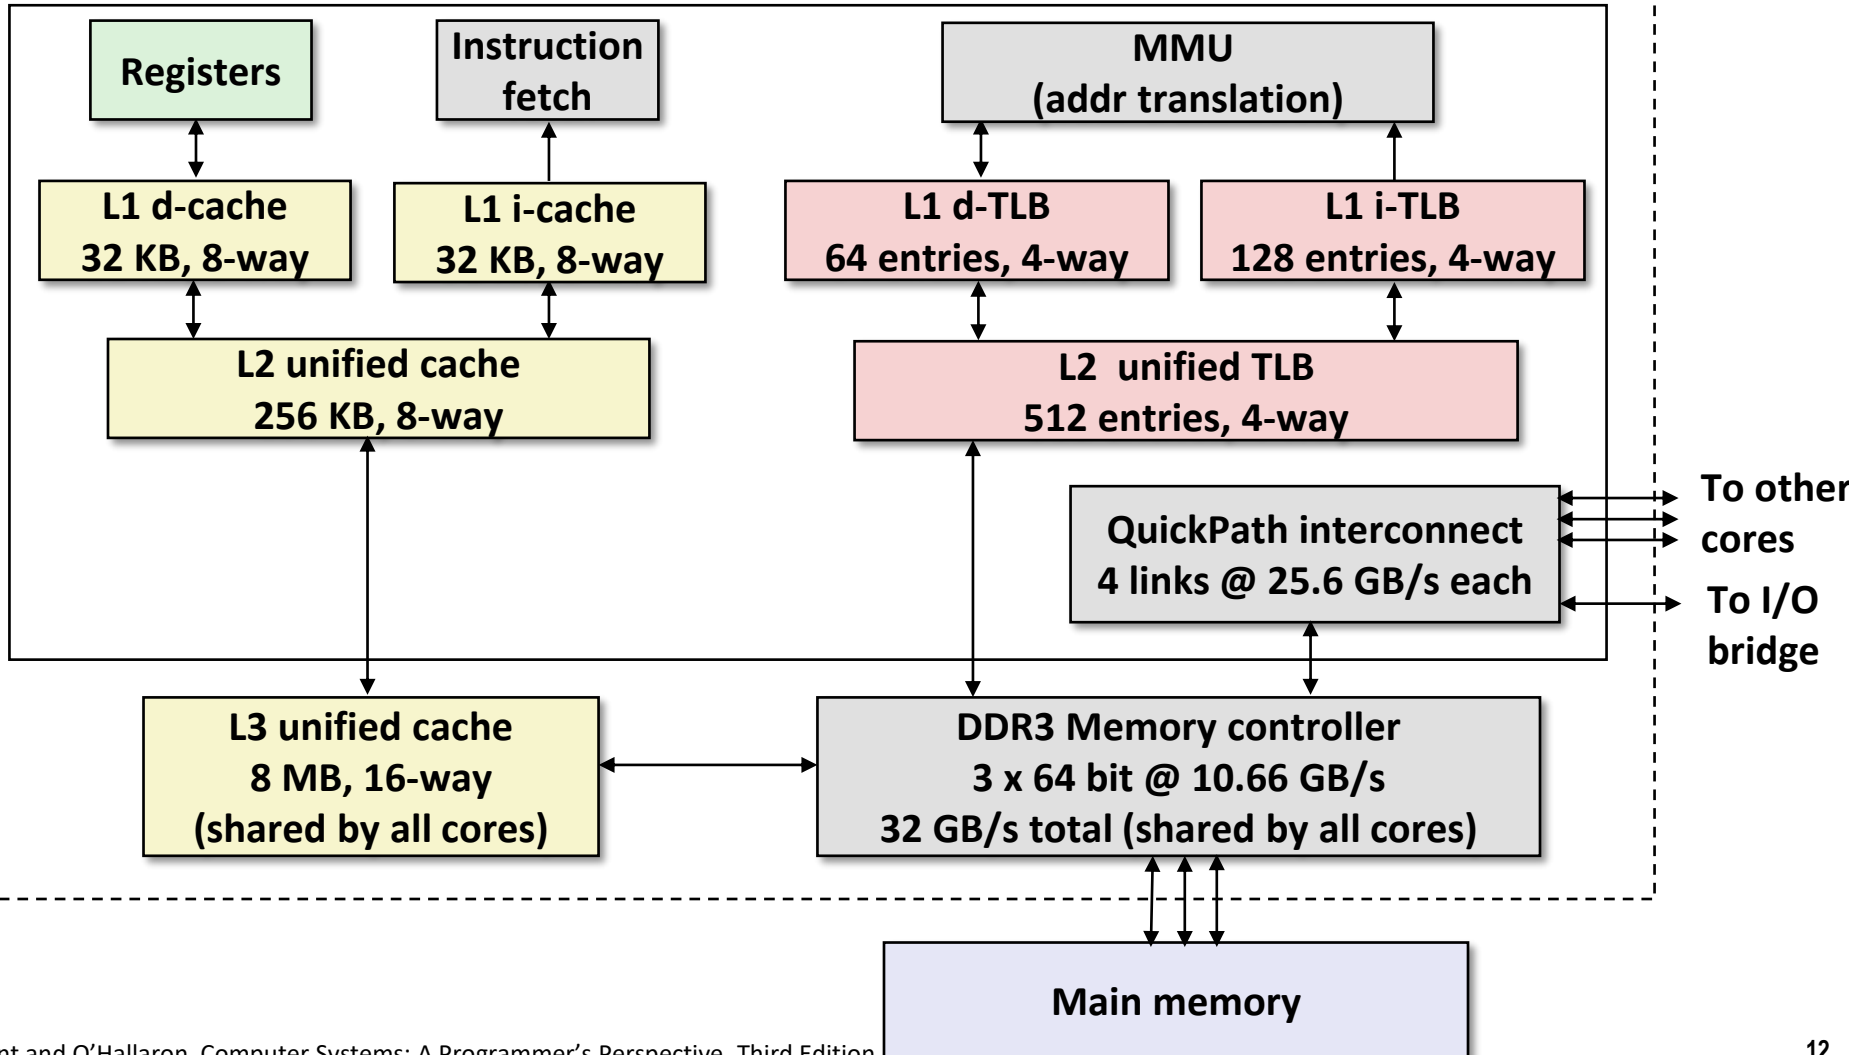 Registers
Instruction
fetch
MMU
(addr translation)
L1 d-cache
32 KB, 8-way
L1 i-cache
32 KB, 8-way
L1 d-TLB
64 entries, 4-way
L1 i-TLB
128 entries, 4-way
L2 unified cache
256 KB, 8-way
L2  unified TLB
512 entries, 4-way
QuickPath interconnect
4 links @ 25.6 GB/s each
To other
cores
To I/O
bridge
L3 unified cache
8 MB, 16-way
(shared by all cores)
DDR3 Memory controller
3 x 64 bit @ 10.66 GB/s
32 GB/s total (shared by all cores)
Main memory
nt and O'Hallaron, Computer Systems: A Programmer's Perspective, Third Edition
12